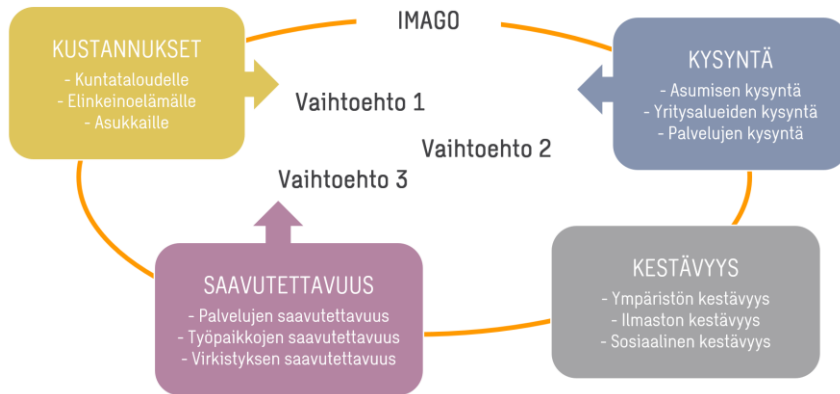 IMAGO
KUSTANNUKSET
- Kuntataloudelle
- Elinkeinoelämälle
- Asukkaille
KYSYNTÄ
- Asumisen kysyntä
- Yritysalueiden kysyntä
- Palvelujen kysyntä
Vaihtoehto 1
Vaihtoehto 2
Vaihtoehto 3
SAAVUTETTAVUUS
- Palvelujen saavutettavuus
- Työpaikkojen saavutettavuus
- Virkistyksen saavutettavuus
KESTÄVYYS
- Ympäristön kestävyys
- Ilmaston kestävyys
- Sosiaalinen kestävyys